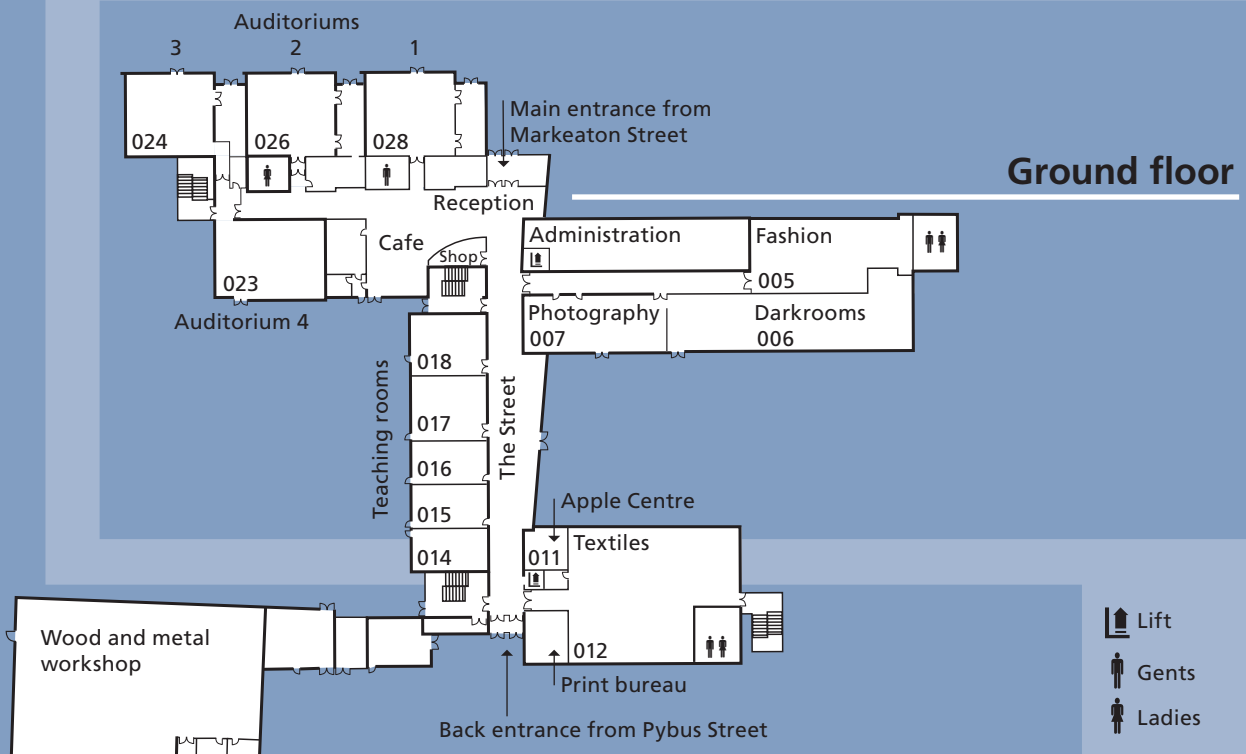 Auditoriums
3
2
1
024
026
028
Main entrance from
Markeaton Street
Ground floor
Reception
Cafe
Shop
Administration
Fashion
005
023
Auditorium 4
Photography
007
Darkrooms
006
Teaching rooms
018
017
016
015
014
The Street
Apple Centre
011
Textiles
012
Print bureau
Wood and metal
workshop
Back entrance from Pybus Street
Lift
Gents
Ladies